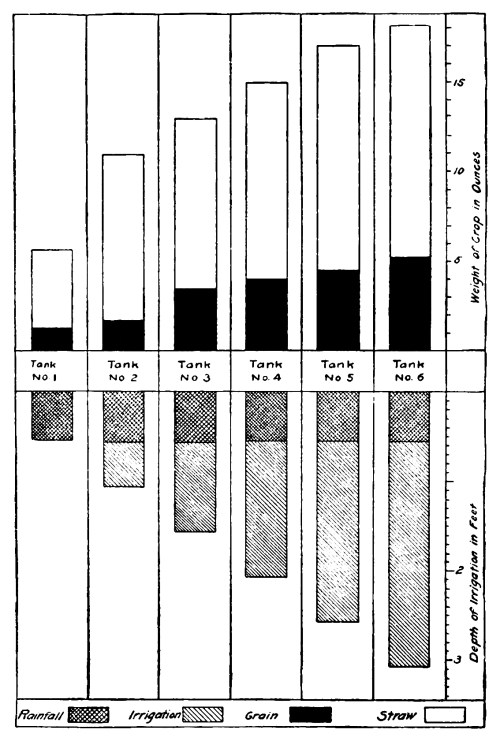 15
10
5
Weight of Crop in Ounces
Tank No 1
Tank No 2
Tank No 3
Tank No. 4
Tank No 5
Tank No. 6
2
3
Depth of Irrigation in Feet
Rainfall Irrigation Grain Straw